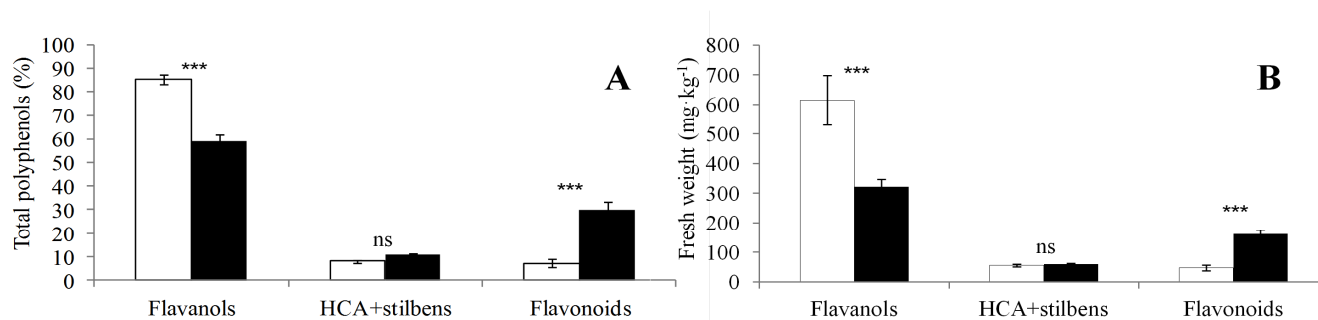 Total polyphenols (%)
100
90
80
70
60
50
40
30
20
10
0
***
ns
***
A
Flavanols
HCA+stilbens
Flavonoids
Fresh weight (mg·kg⁻¹)
800
700
600
500
400
300
200
100
0
***
ns
***
B
Flavanols
HCA+stilbens
Flavonoids